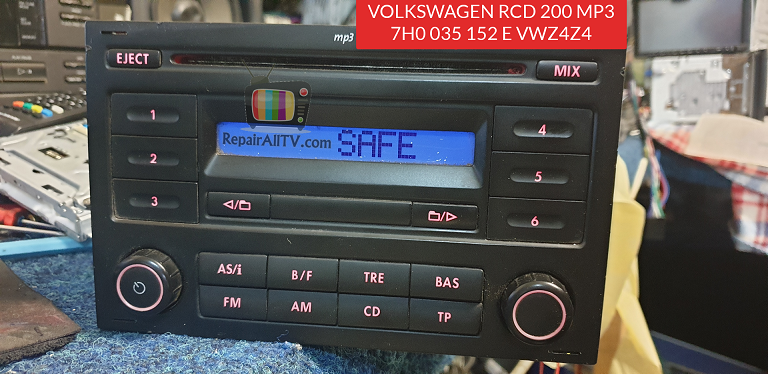 VOLKSWAGEN RCD 200 MP3
7H0 035 152 E VWZ4Z4
mp3
EJECT
MIX
1
4
RepairAllTV.com SAFE
2
5
3
6
AS/i B/F TRE BAS
FM AM CD TP